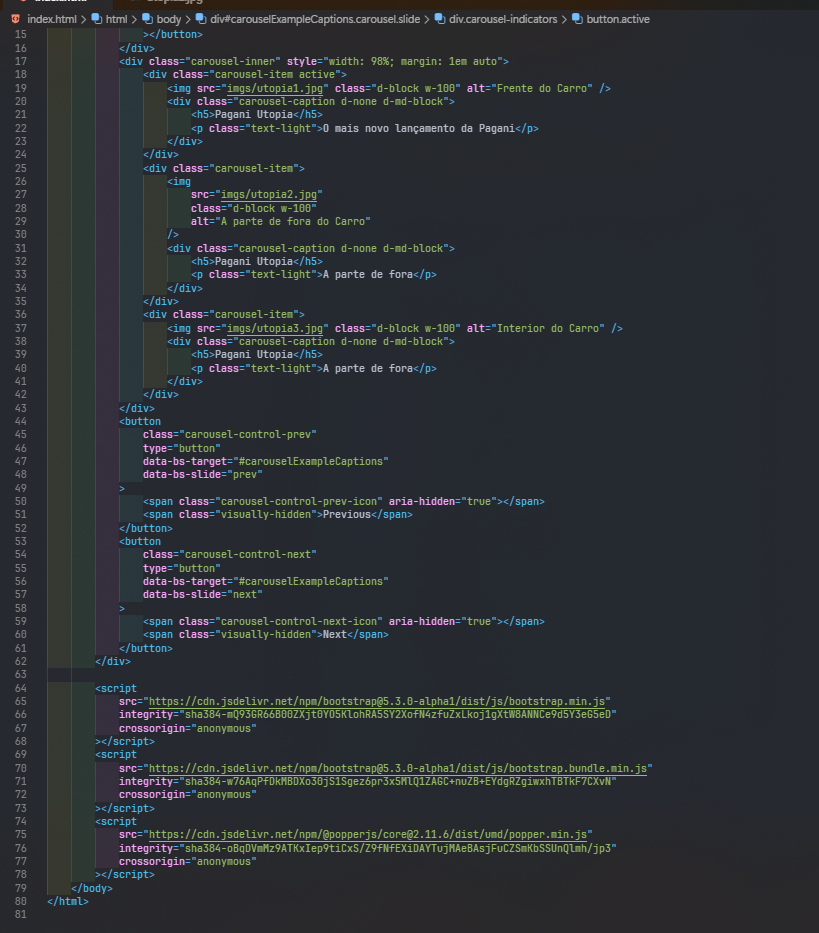 index.html > html > body > div#carouselExampleCaptions.carousel.slide > div.carousel-indicators > button.active
15 ></button>
16 </div>
17 <div class="carousel-inner" style="width: 98%; margin: 1em auto">
18 <div class="carousel-item active">
19 <img src="imgs/utopia1.jpg" class="d-block w-100" alt="Frente do Carro" />
20 <div class="carousel-caption d-none d-md-block">
21 <h5>Pagani Utopia</h5>
22 <p class="text-light">O mais novo lançamento da Pagani</p>
23 </div>
24 </div>
25 <div class="carousel-item">
26 <img
27 src="imgs/utopia2.jpg"
28 class="d-block w-100"
29 alt="A parte de fora do Carro"
30 />
31 <div class="carousel-caption d-none d-md-block">
32 <h5>Pagani Utopia</h5>
33 <p class="text-light">A parte de fora</p>
34 </div>
35 </div>
36 <div class="carousel-item">
37 <img src="imgs/utopia3.jpg" class="d-block w-100" alt="Interior do Carro" />
38 <div class="carousel-caption d-none d-md-block">
39 <h5>Pagani Utopia</h5>
40 <p class="text-light">A parte de fora</p>
41 </div>
42 </div>
43 </div>
44 <button
45 class="carousel-control-prev"
46 type="button"
47 data-bs-target="#carouselExampleCaptions"
48 data-bs-slide="prev"
49 >
50 <span class="carousel-control-prev-icon" aria-hidden="true"></span>
51 <span class="visually-hidden">Previous</span>
52 </button>
53 <button
54 class="carousel-control-next"
55 type="button"
56 data-bs-target="#carouselExampleCaptions"
57 data-bs-slide="next"
58 >
59 <span class="carousel-control-next-icon" aria-hidden="true"></span>
60 <span class="visually-hidden">Next</span>
61 </button>
62 </div>
63
64 <script
65 src="https://cdn.jsdelivr.net/npm/bootstrap@5.3.0-alpha1/dist/js/bootstrap.min.js"
66 integrity=
67 crossorigin="anonymous"
68 ></script>
69 <script
70 src="https://cdn.jsdelivr.net/npm/bootstrap@5.3.0-alpha1/dist/js/bootstrap.bundle.min.js"
71 integrity="sha384-w76AqPfDkMBDXo30jS1Sgez6pr3x5MlQ1ZAGC+nuZB+EYdgRZgiwxhTBTkF7CXvN"
72 crossorigin="anonymous"
73 ></script>
74 <script
75 src="https://cdn.jsdelivr.net/npm/@popperjs/core@2.11.6/dist/umd/popper.min.js"
76 integrity="sha384-oBqDVmMz9ATKxIep9tiCxS/Z9fNfEXiDAYTujMAeBAsjFuCZSmKbSSUnQlmh/jp3"
77 crossorigin="anonymous"
78 ></script>
79 </body>
80 </html>
81